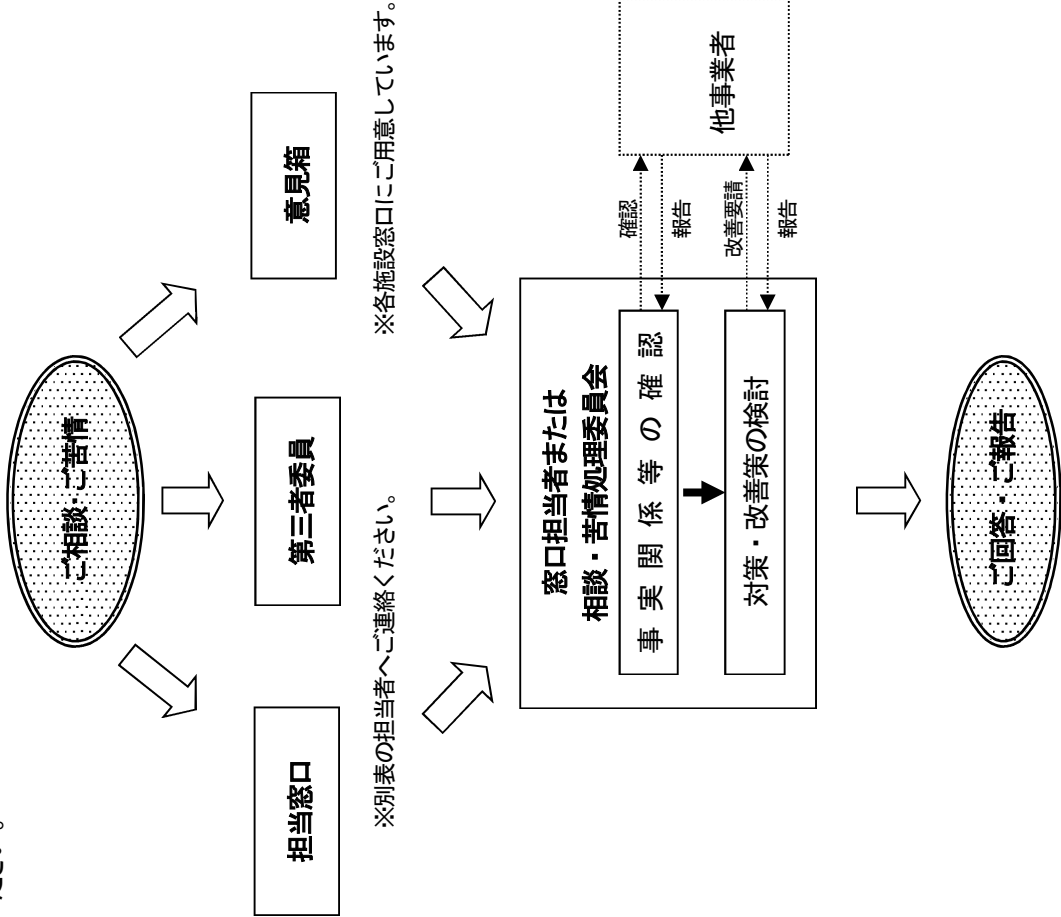 ださい。
ご相談・ご苦情
担当窓口
第三者委員
意見箱
※別表の担当者へご連絡ください。
※各施設窓口にご用意しています。
窓口担当者または
相談・苦情処理委員会
事実関係等の確認
確認
報告
他事業者
対策・改善策の検討
改善要請
報告
ご回答・ご報告